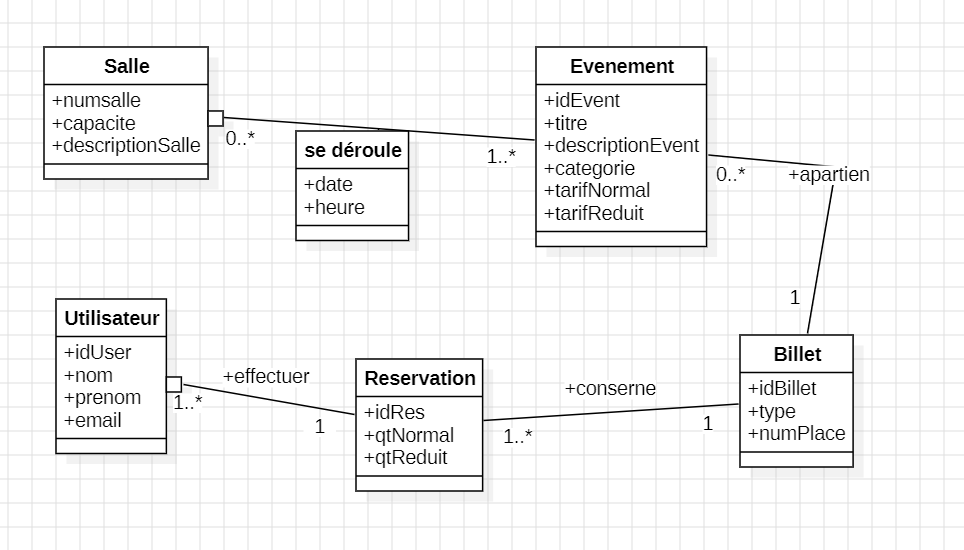 Salle
+numsalle
+capacite
+descriptionSalle
0..*
se déroule
+date
+heure
1..*
Evenement
+idEvent
+titre
+descriptionEvent
+categorie
+tarifNormal
+tarifReduit
0..*
+apartien
1
Utilisateur
+idUser
+nom
+prenom
+email
1..*
+effectuer
1
Reservation
+idRes
+qtNormal
+qtReduit
1..*
+conserne
1
Billet
+idBillet
+type
+numPlace